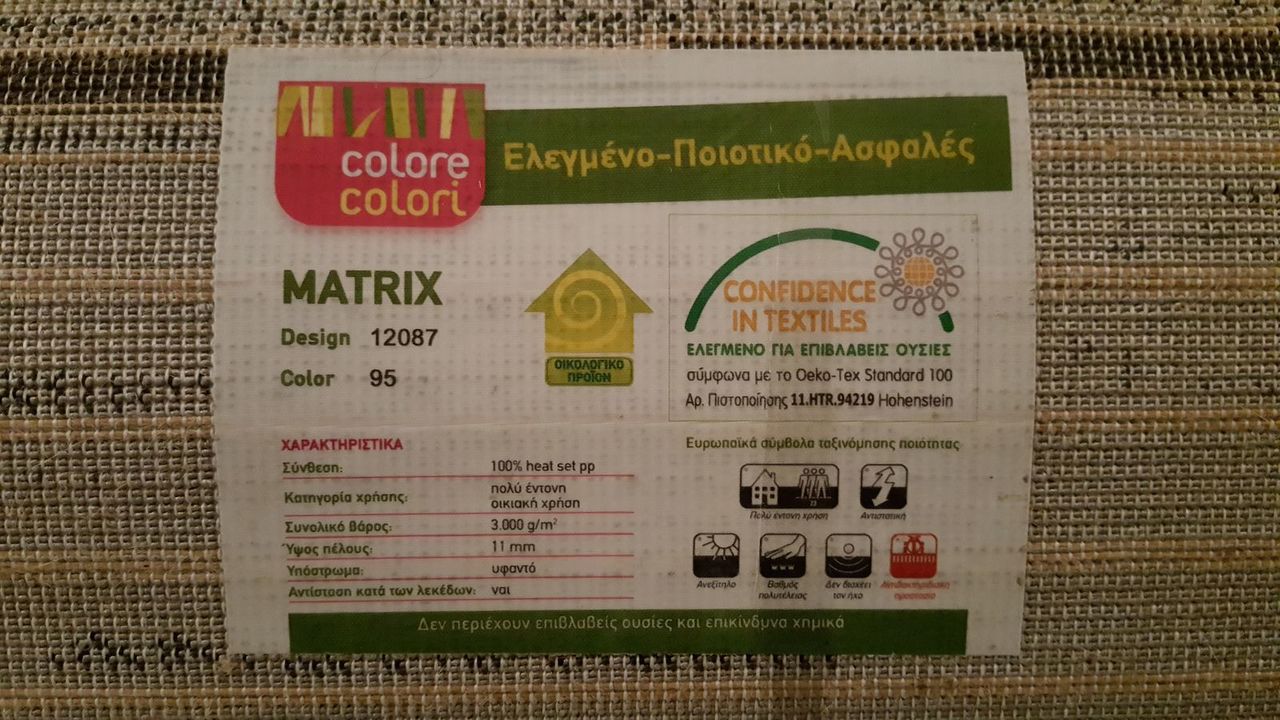 colore
colori
Ελεγμένο-Ποιοτικό-Ασφαλές
MATRIX
Design 12087
Color 95
ΟΙΚΟΛΟΓΙΚΟ
ΠΡΟΪΟΝ
CONFIDENCE
IN TEXTILES
ΕΛΕΓΜΕΝΟ ΓΙΑ ΕΠΙΒΛΑΒΕΙΣ ΟΥΣΙΕΣ
σύμφωνα με το Oeko-Tex Standard 100
Αρ. Πιστοποίησης 11.HTR.94219 Hohenstein
ΧΑΡΑΚΤΗΡΙΣΤΙΚΑ
Σύνθεση: 100% heat set pp
Κατηγορία χρήσης: πολύ έντονη
οικιακή χρήση
Συνολικό βάρος: 3.000 g/m²
Ύψος πέλους: 11 mm
Υπόστρωμα: υφαντό
Αντίσταση κατά των λεκέδων: ναι
Ευρωπαϊκά σύμβολα ταξινόμησης ποιότητας
Πολύ έντονη χρήση
Αντιστατική
Ανεξίτηλο
Βαθμός
πολυτέλειας
Δεν διαχέει
τον ήχο
Αντιβακτηριδιακή
προστασία
Δεν περιέχουν επιβλαβείς ουσίες και επικίνδυνα χημικά